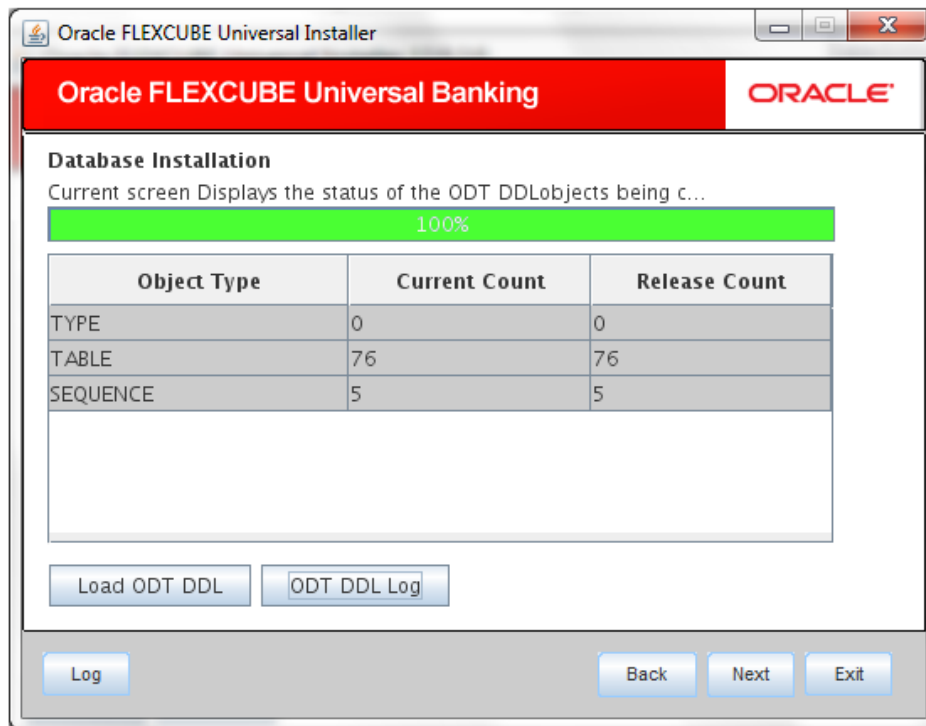 Oracle FLEXCUBE Universal Installer
Oracle FLEXCUBE Universal Banking
ORACLE
Database Installation
Current screen Displays the status of the ODT DDLobjects being c...
100%
Object Type Current Count Release Count
TYPE 0 0
TABLE 76 76
SEQUENCE 5 5
Load ODT DDL ODT DDL Log
Log Back Next Exit